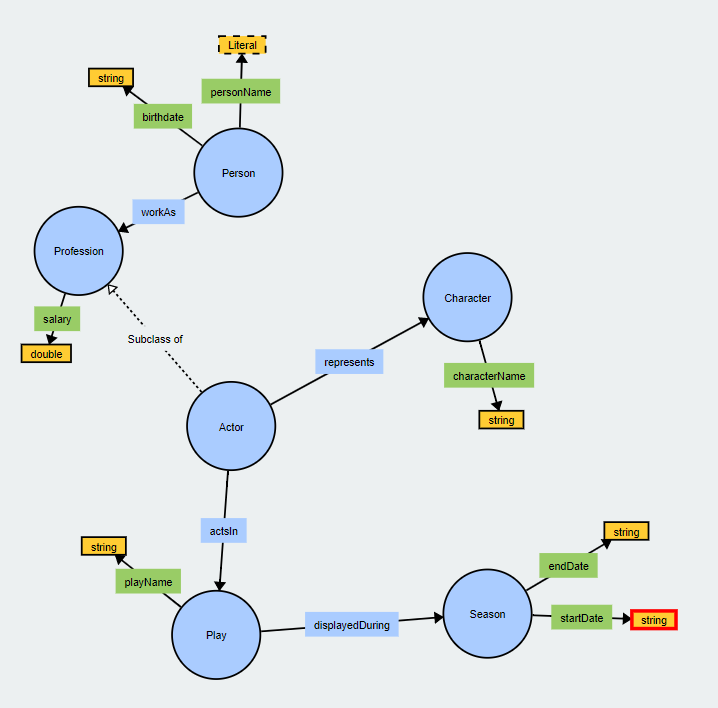 Literal
string
personName
birthdate
Person
workAs
Profession
Character
salary
Subclass of
double
represents
characterName
string
Actor
actsIn
string
string
playName
endDate
Season
startDate
string
displayedDuring
Play